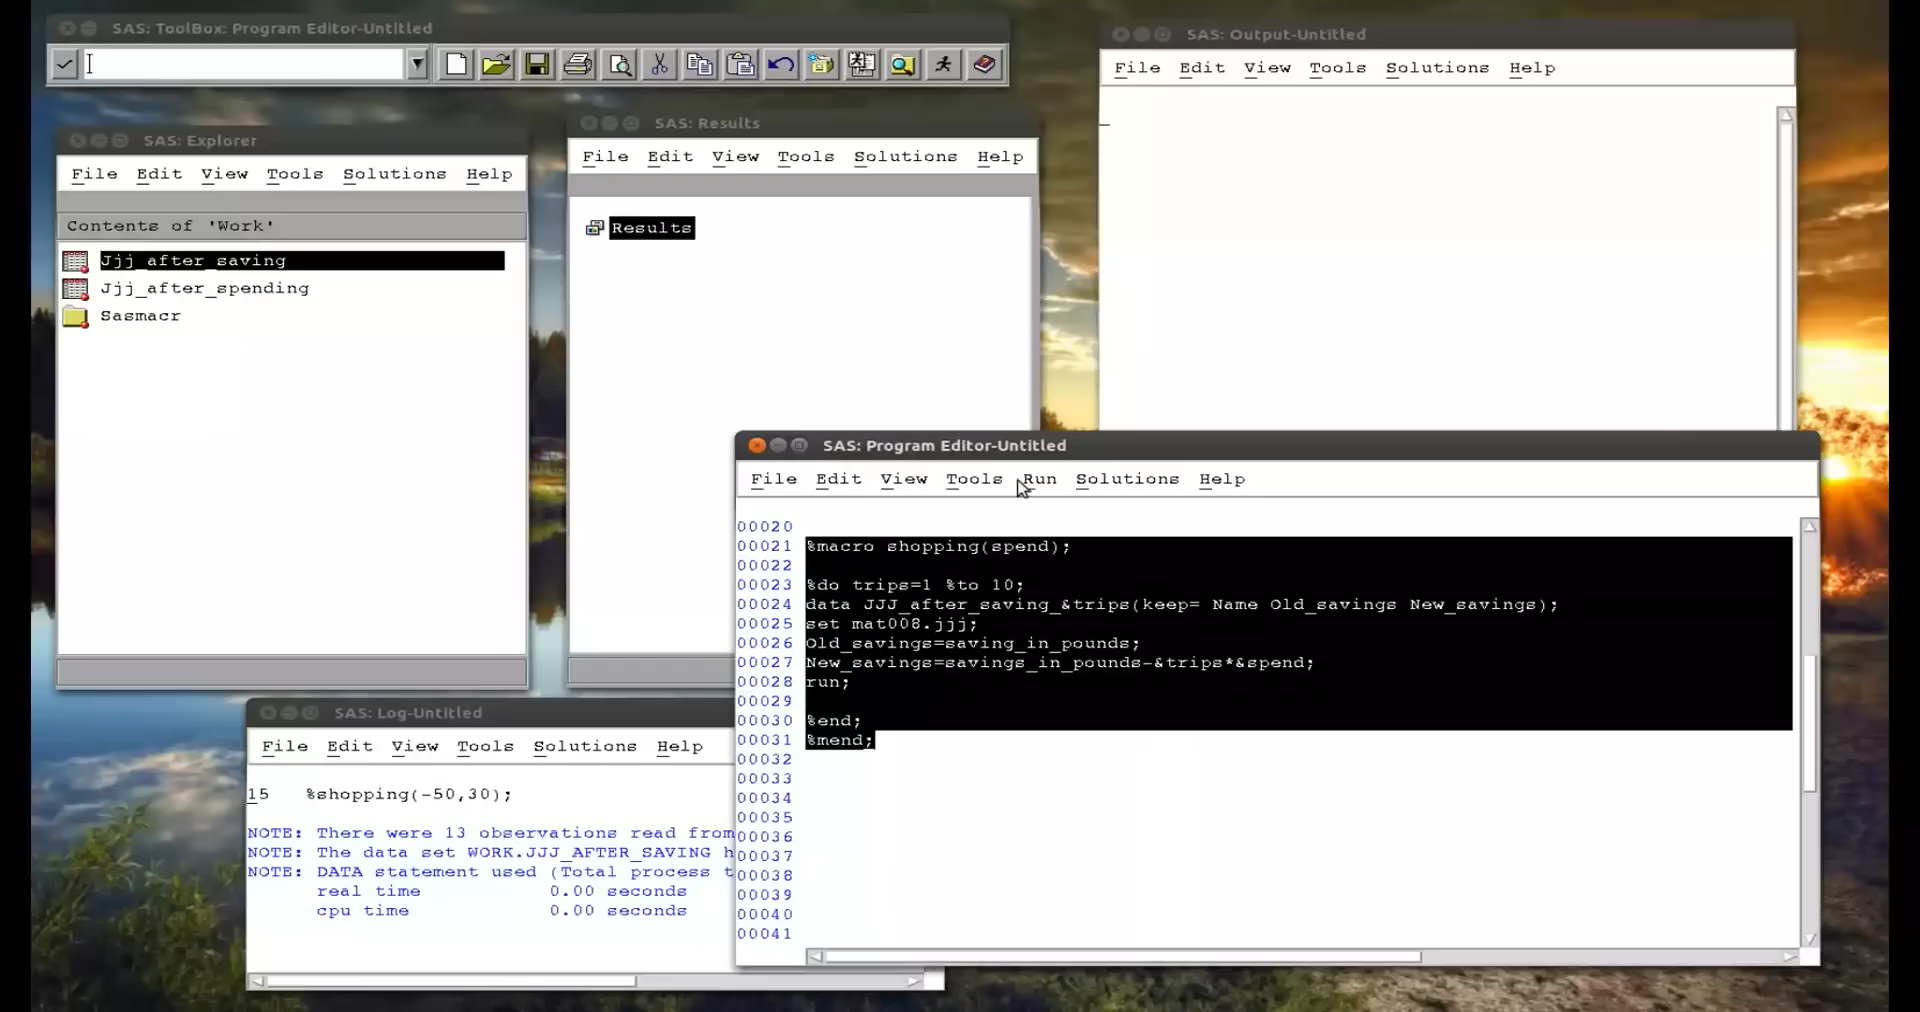 SAS: ToolBox: Program Editor-Untitled
SAS: Output-Untitled
File Edit View Tools Solutions Help
SAS: Explorer
File Edit View Tools Solutions Help
Contents of 'Work'
Jjj_after_saving
Jjj_after_spending
Sasmacr
SAS: Results
File Edit View Tools Solutions Help
Results
SAS: Program Editor-Untitled
File Edit View Tools Run Solutions Help
00020
00021 %macro shopping(spend);
00022
00023 %do trips=1 %to 10;
00024 data JJJ_after_saving_&trips(keep= Name Old_savings New_savings);
00025 set mat008.jjj;
00026 Old_savings=saving_in_pounds;
00027 New_savings=savings_in_pounds-&trips*&spend;
00028 run;
00029
00030 %end;
00031 %mend;
00032
00033
00034
00035
00036
00037
00038
00039
00040
00041
SAS: Log-Untitled
File Edit View Tools Solutions Help
15 %shopping(-50,30);
NOTE: There were 13 observations read from
NOTE: The data set WORK.JJJ_AFTER_SAVING h
NOTE: DATA statement used (Total process t
real time 0.00 seconds
cpu time 0.00 seconds